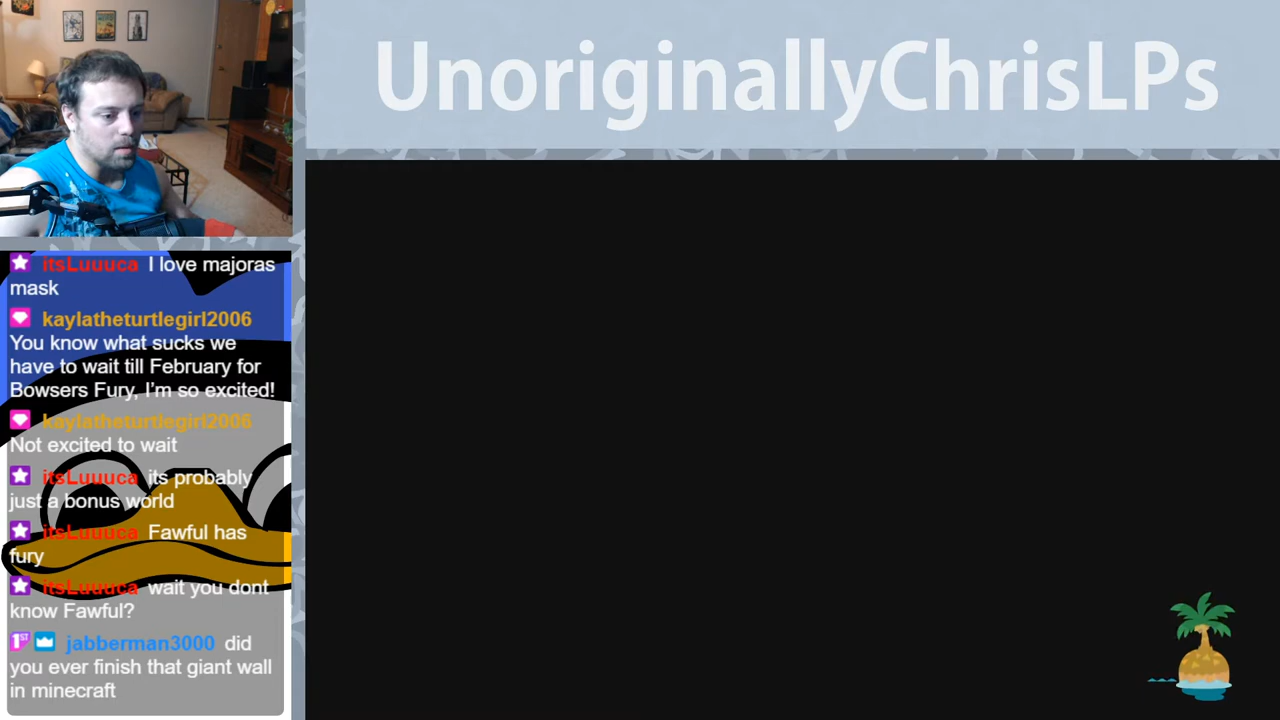 UnoriginallyChrisLPs
itsLuuuca I love majoras
mask
kaylatheturtlegirl2006
You know what sucks we
have to wait till February for
Bowsers Fury, I'm so excited!
kaylatheturtlegirl2006
Not excited to wait
itsLuuuca its probably
just a bonus world
itsLuuuca Fawful has
fury
itsLuuuca wait you dont
know Fawful?
1ST jabberman3000 did
you ever finish that giant wall
in minecraft